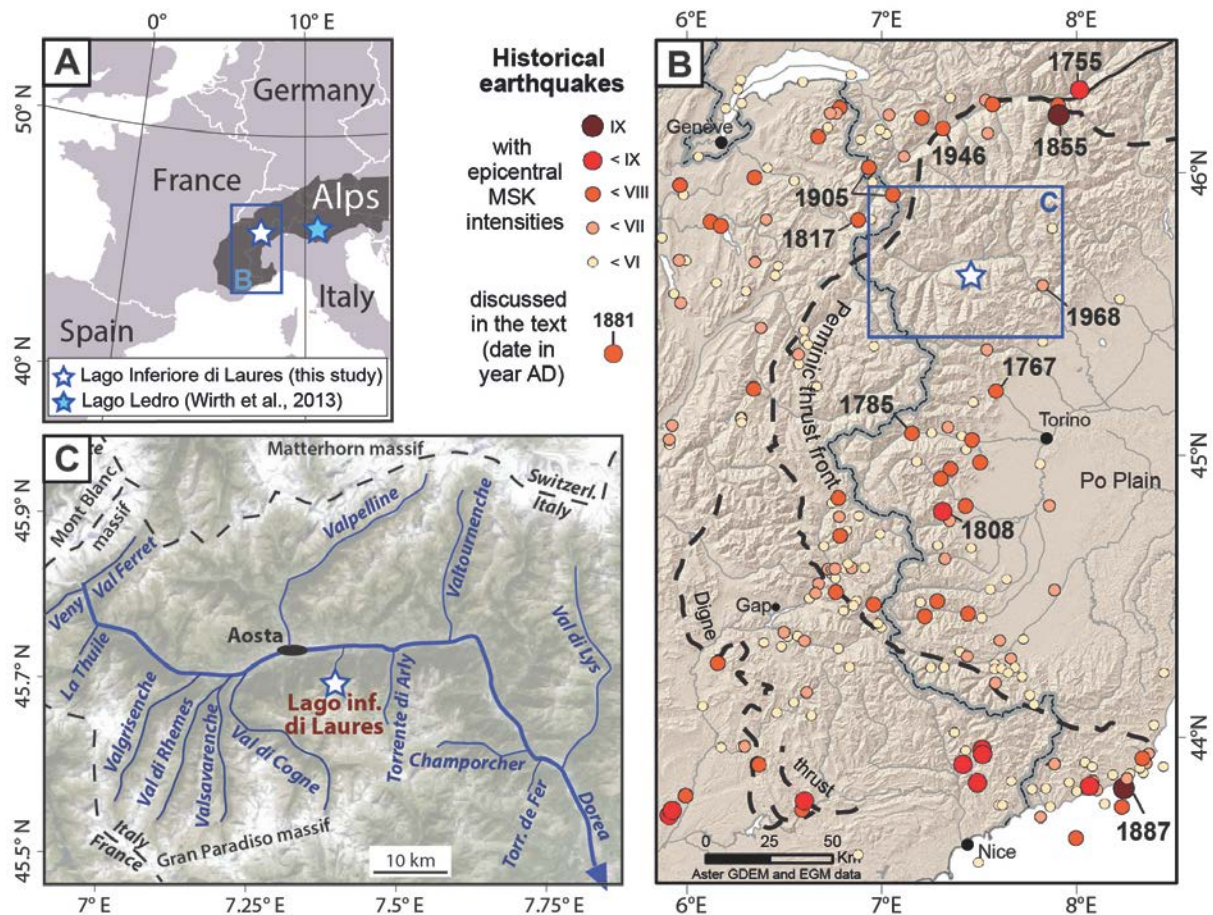 0°
10° E
A
50° N
40° N
Germany
France
Alps
B
Italy
Spain
Lago Inferiore di Laures (this study)
Lago Ledro (Wirth et al., 2013)
Historical
earthquakes
with
epicentral
MSK
intensities
IX
< IX
< VIII
< VII
< VI
discussed
in the text
(date in
year AD)
1881
6° E
7° E
8° E
B
1755
Genève
1946
1855
46° N
1905
C
1817
1968
Penninic thrust front
1767
1785
Torino
45° N
Po Plain
1808
Gap
Digne
44° N
thrust
1887
0
50
Km
Nice
Aster GDEM and EGM data
6° E
7° E
8° E
C
Matterhorn massif
Switzerl.
Italy
Mont Blanc
massif
45.9° N
Valpelline
Valtournenche
Val Ferret
Veny
Val di Lys
Aosta
La Thuile
45.7° N
Lago inf.
di Laures
Torrente di Arly
Valgrisenche
Val di Rhemes
Valsavarenche
Val di Cogne
Champorcher
Torr. de Fer
Dorea
Italy
France
Gran Paradiso massif
45.5° N
10 km
7° E
7.25° E
7.5° E
7.75° E